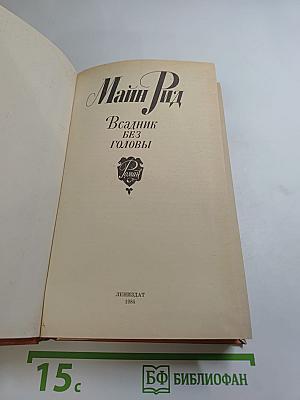 Майн Рид
Всадник
без
головы
Роман
Лениздат
1984
15с
БФ БИБЛИОФАН